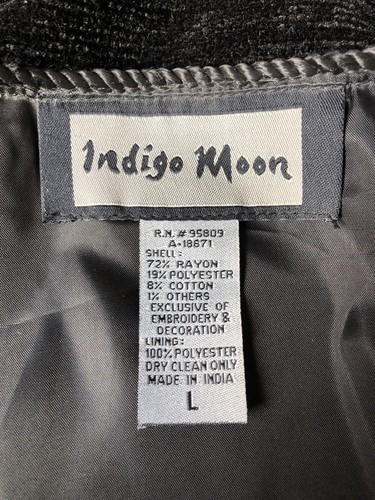 Indigo Moon
R.N. # 95809
A-18671
SHELL:
72% RAYON
19% POLYESTER
8% COTTON
1% OTHERS
EXCLUSIVE OF
EMBROIDERY &
DECORATION
LINING:
100% POLYESTER
DRY CLEAN ONLY
MADE IN INDIA
L